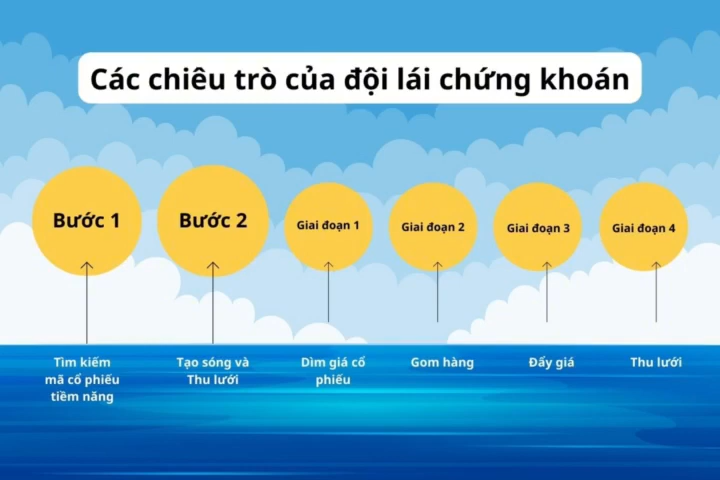 Các chiêu trò của đội lái chứng khoán
Bước 1
Bước 2
Giai đoạn 1
Giai đoạn 2
Giai đoạn 3
Giai đoạn 4
Tìm kiếm
mã cổ phiếu
tiềm năng
Tạo sóng và
Thu lưới
Dìm giá cổ
phiếu
Gom hàng
Đẩy giá
Thu lưới